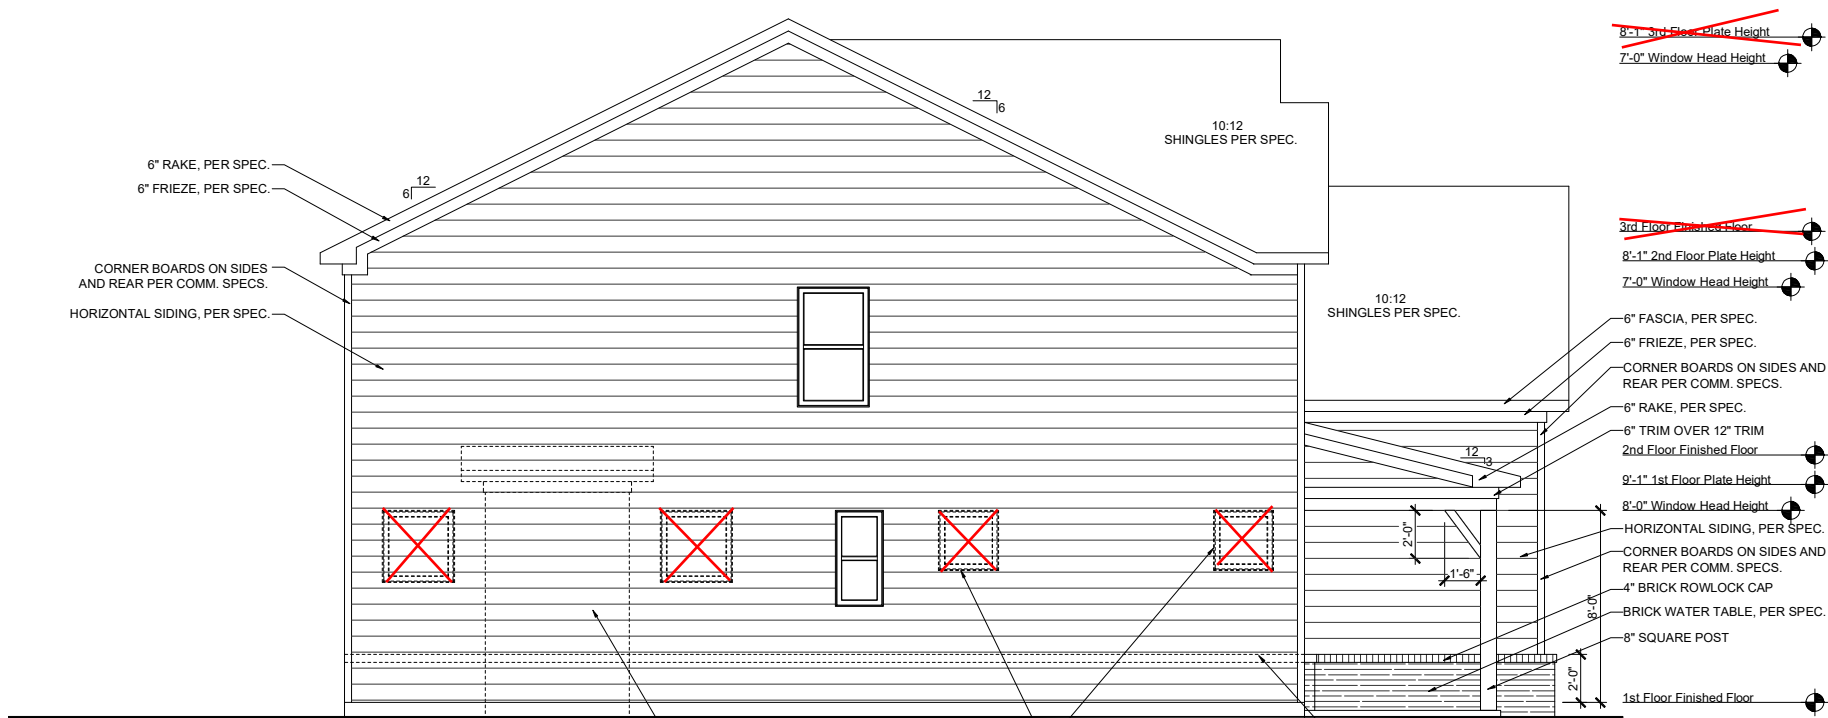 8'-1" 3rd Floor Plate Height
7'-0" Window Head Height
12
6
10:12
SHINGLES PER SPEC.
6" RAKE, PER SPEC.
6" FRIEZE, PER SPEC.
12
6
CORNER BOARDS ON SIDES
AND REAR PER COMM. SPECS.
HORIZONTAL SIDING, PER SPEC.
3rd Floor Finished Floor
8'-1" 2nd Floor Plate Height
7'-0" Window Head Height
10:12
SHINGLES PER SPEC.
6" FASCIA, PER SPEC.
6" FRIEZE, PER SPEC.
CORNER BOARDS ON SIDES AND
REAR PER COMM. SPECS.
6" RAKE, PER SPEC.
6" TRIM OVER 12" TRIM
12
3
2nd Floor Finished Floor
9'-1" 1st Floor Plate Height
8'-0" Window Head Height
HORIZONTAL SIDING, PER SPEC.
2'-0"
1'-6"
CORNER BOARDS ON SIDES AND
REAR PER COMM. SPECS.
4" BRICK ROWLOCK CAP
8'-0"
BRICK WATER TABLE, PER SPEC.
8" SQUARE POST
2'-0"
1st Floor Finished Floor